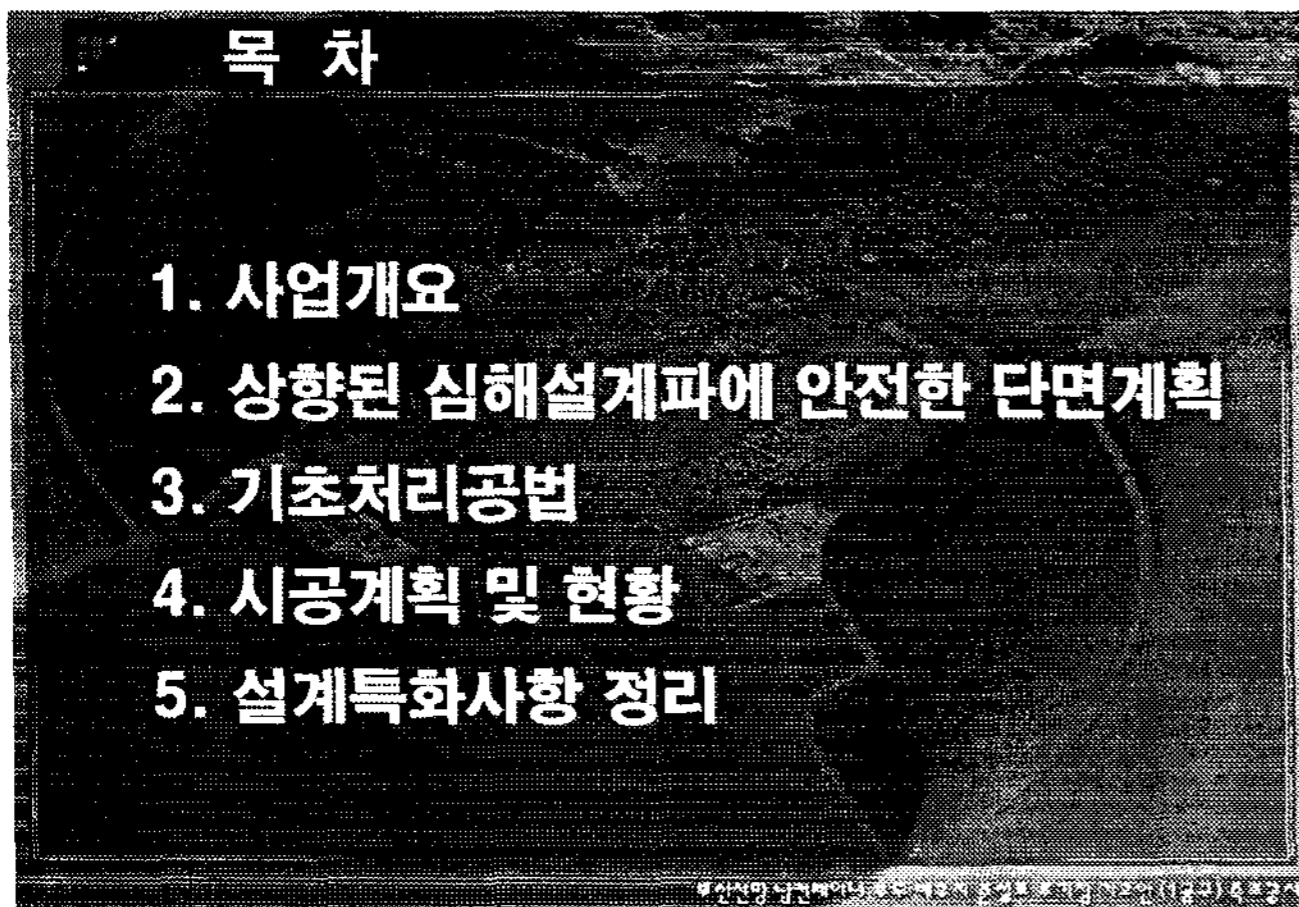 목 차
1. 사업개요
2. 상향된 심해설계파에 안전한 단면계획
3. 기초처리공법
4. 시공계획 및 현황
5. 설계특화사항 정리